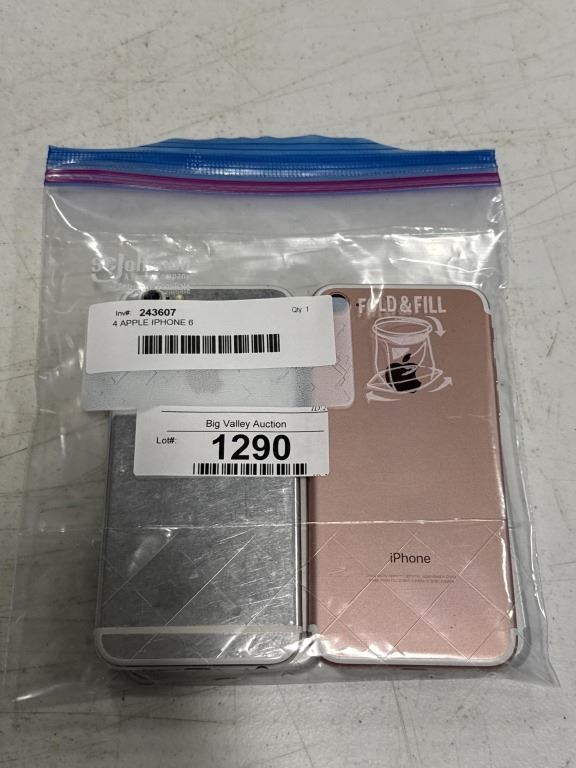 Inv#: 243607 Qty 1
4 APPLE IPHONE 6
FOLD & FILL
Big Valley Auction
Lot#: 1290
iPhone